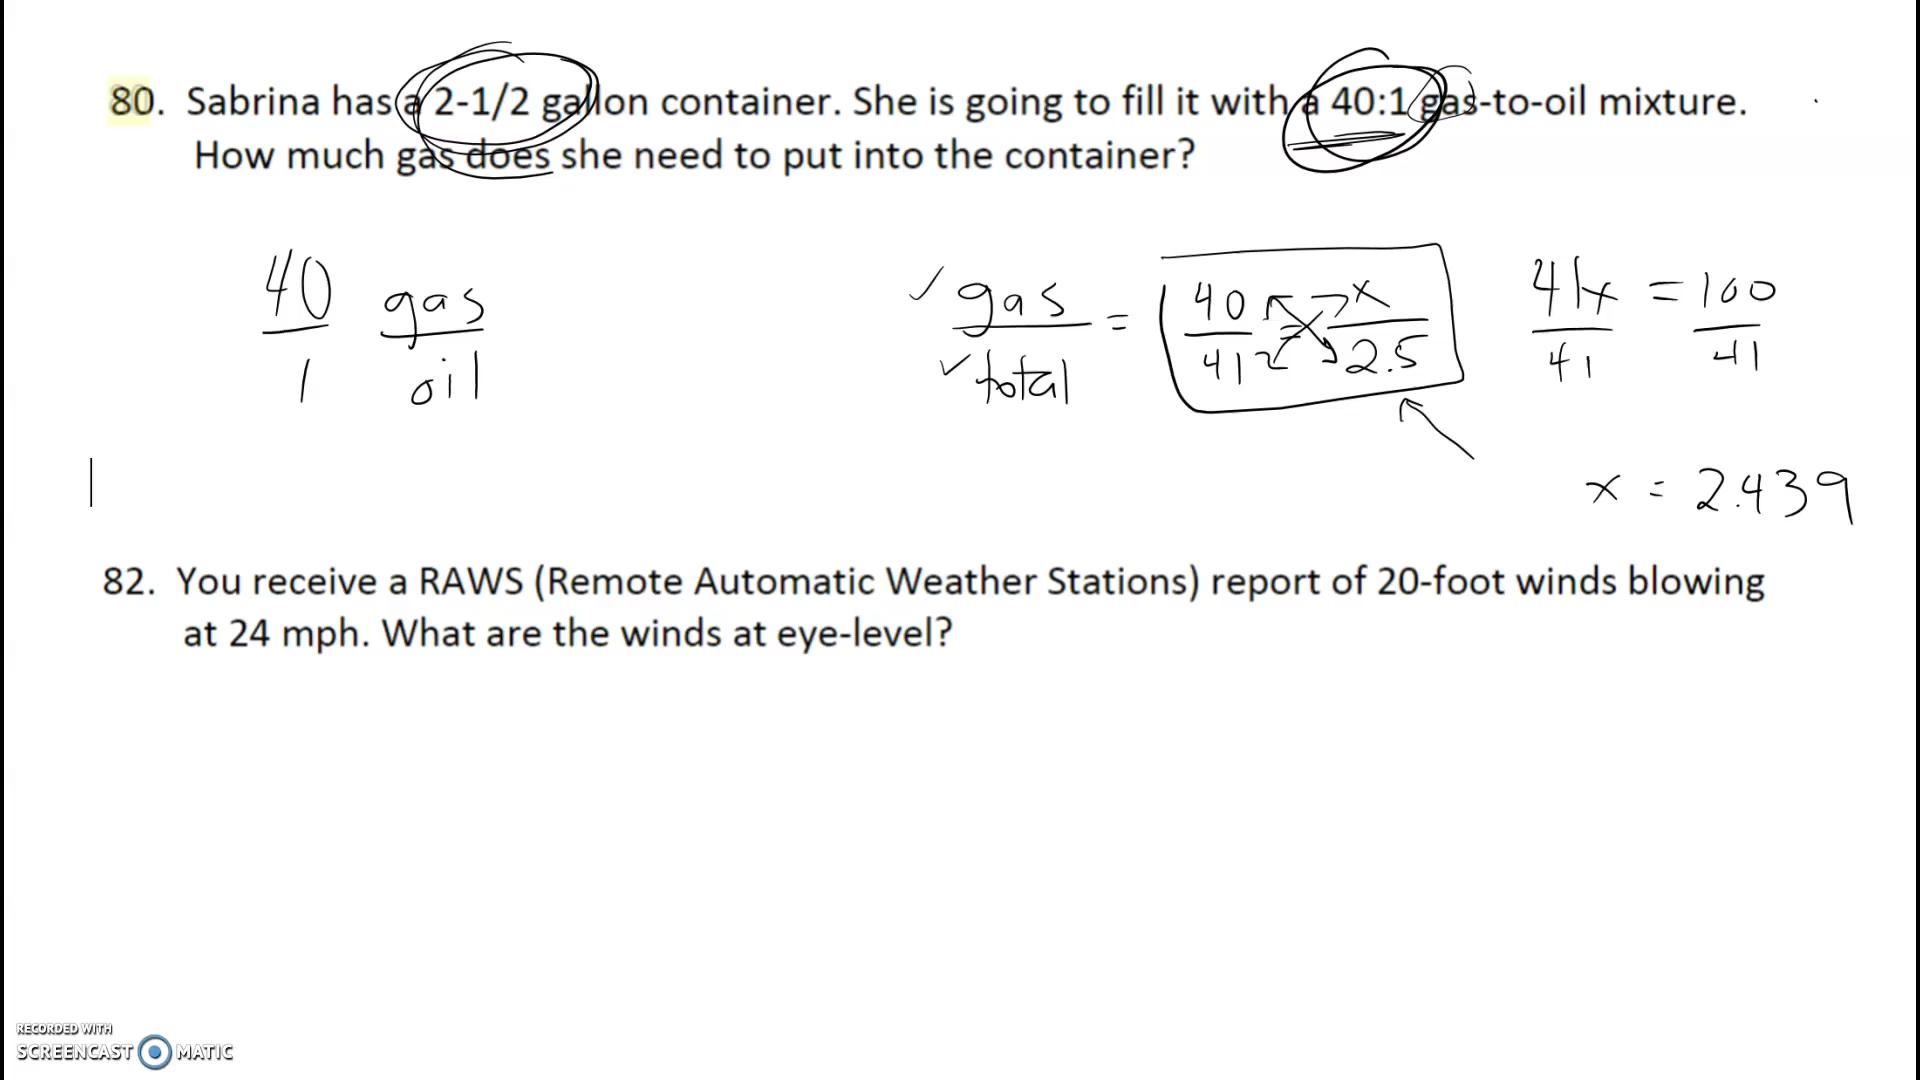 80. Sabrina has a 2-1/2 gallon container. She is going to fill it with a 40:1 gas-to-oil mixture.
How much gas does she need to put into the container?
40 gas
1 oil
✓ gas = 40 = x
✓ total 41 2.5
41x = 100
41 41
x = 2.439
82. You receive a RAWS (Remote Automatic Weather Stations) report of 20-foot winds blowing
at 24 mph. What are the winds at eye-level?
RECORDED WITH
SCREENCAST MATIC